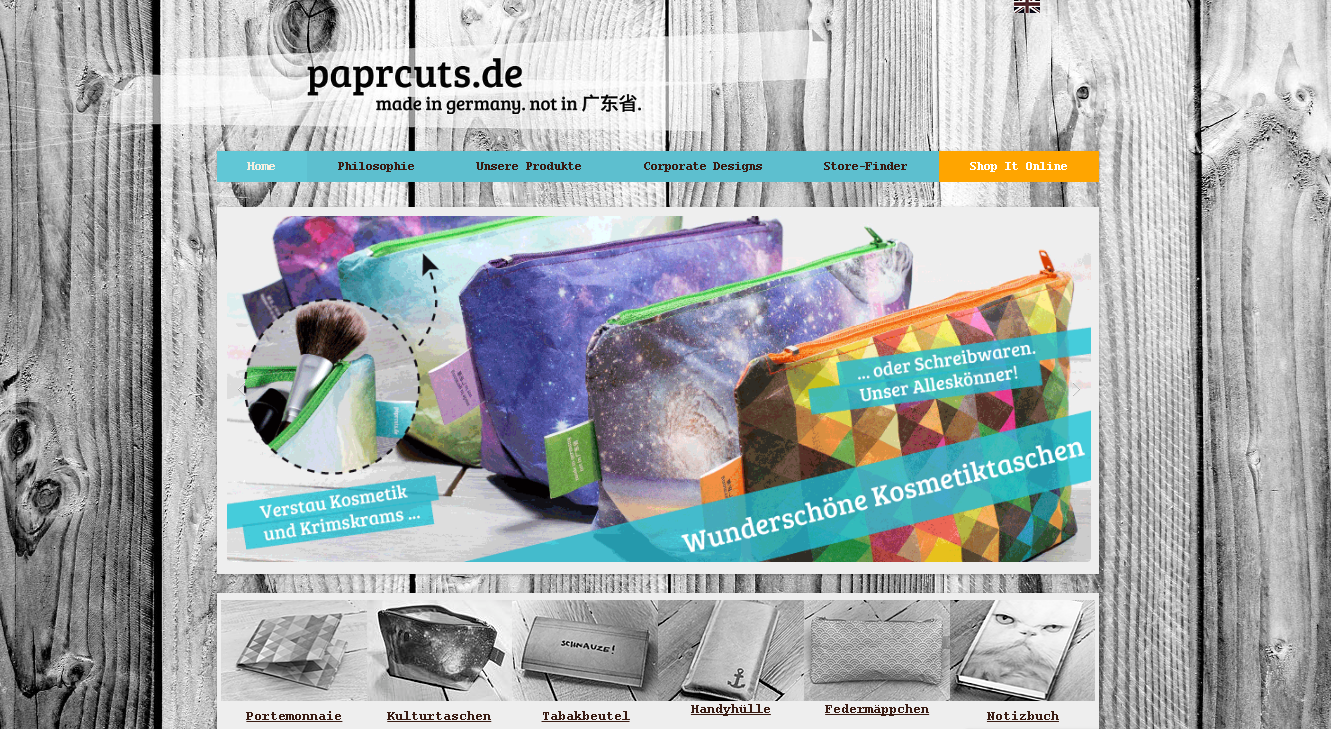 paprcuts.de
made in germany. not in 广东省.
Home Philosophie Unsere Produkte Corporate Designs Store-Finder Shop It Online
... oder Schreibwaren.
Unser Alleskönner!
Wunderschöne Kosmetiktaschen
Verstau Kosmetik
und Krimskrams ...
SCHNAUZE!
Portemonnaie Kulturtaschen Tabakbeutel Handyhülle Federmäppchen Notizbuch